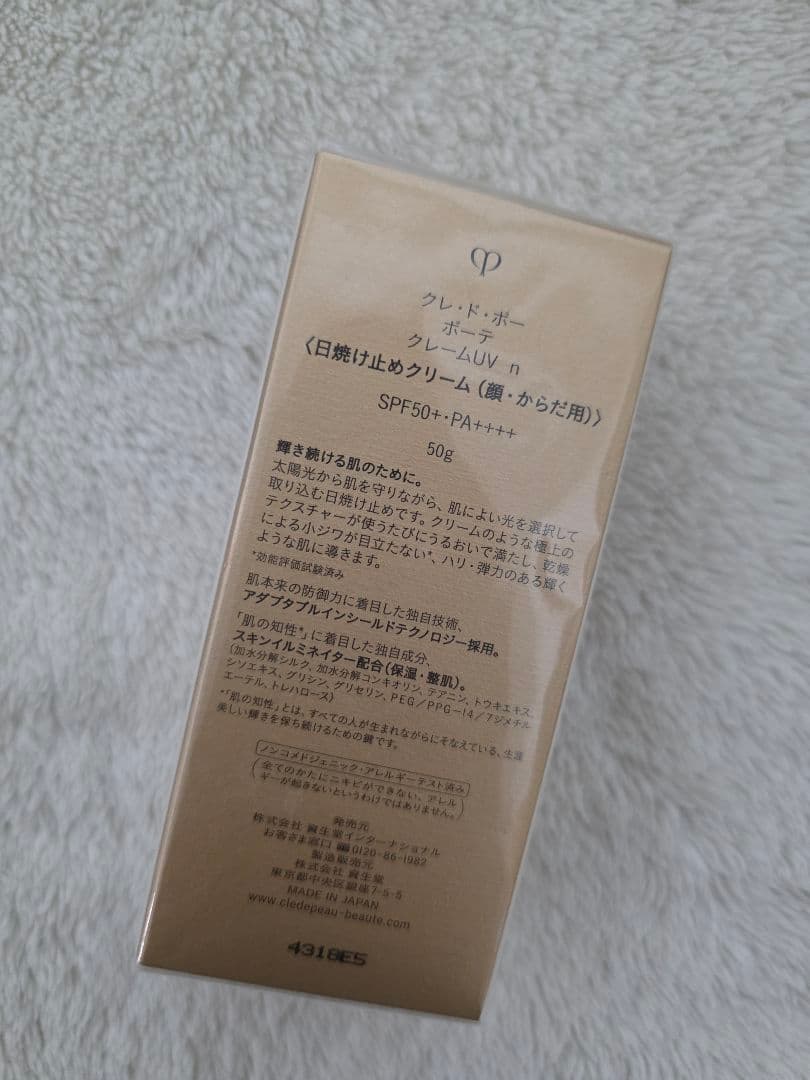 クレ・ド・ポー
ボーテ
クレームUV n
〈日焼け止めクリーム（顔・からだ用）〉
SPF50+・PA++++
50g
輝き続ける肌のために。
太陽光から肌を守りながら、肌によい光を選択して
取り込む日焼け止めです。クリームのような極上の
テクスチャーが使うたびにうるおいで満たし、乾燥
による小ジワが目立たない*、ハリ・弾力のある輝く
ような肌に導きます。
*効能評価試験済み
肌本来の防御力に着目した独自技術、
アダプタブルインシールドテクノロジー採用。
「肌の知性*」に着目した独自成分、
スキンイルミネイター配合（保湿・整肌）。
（加水分解シルク、加水分解コンキオリン、テアニン、トウキエキス、
シソエキス、グリシン、グリセリン、PEG／PPG－14／7ジメチル
エーテル、トレハロース）
*「肌の知性」とは、すべての人が生まれながらにそなえている、生涯
美しい輝きを保ち続けるための鍵です。
ノンコメドジェニック・アレルギーテスト済み
（全てのかたにニキビができない、アレル
ギーが起きないというわけではありません。）
発売元
株式会社 資生堂インターナショナル
お客さま窓口 0120-86-1982
製造販売元
株式会社 資生堂
東京都中央区銀座7-5-5
MADE IN JAPAN
www.cledepeau-beaute.com
4318E5